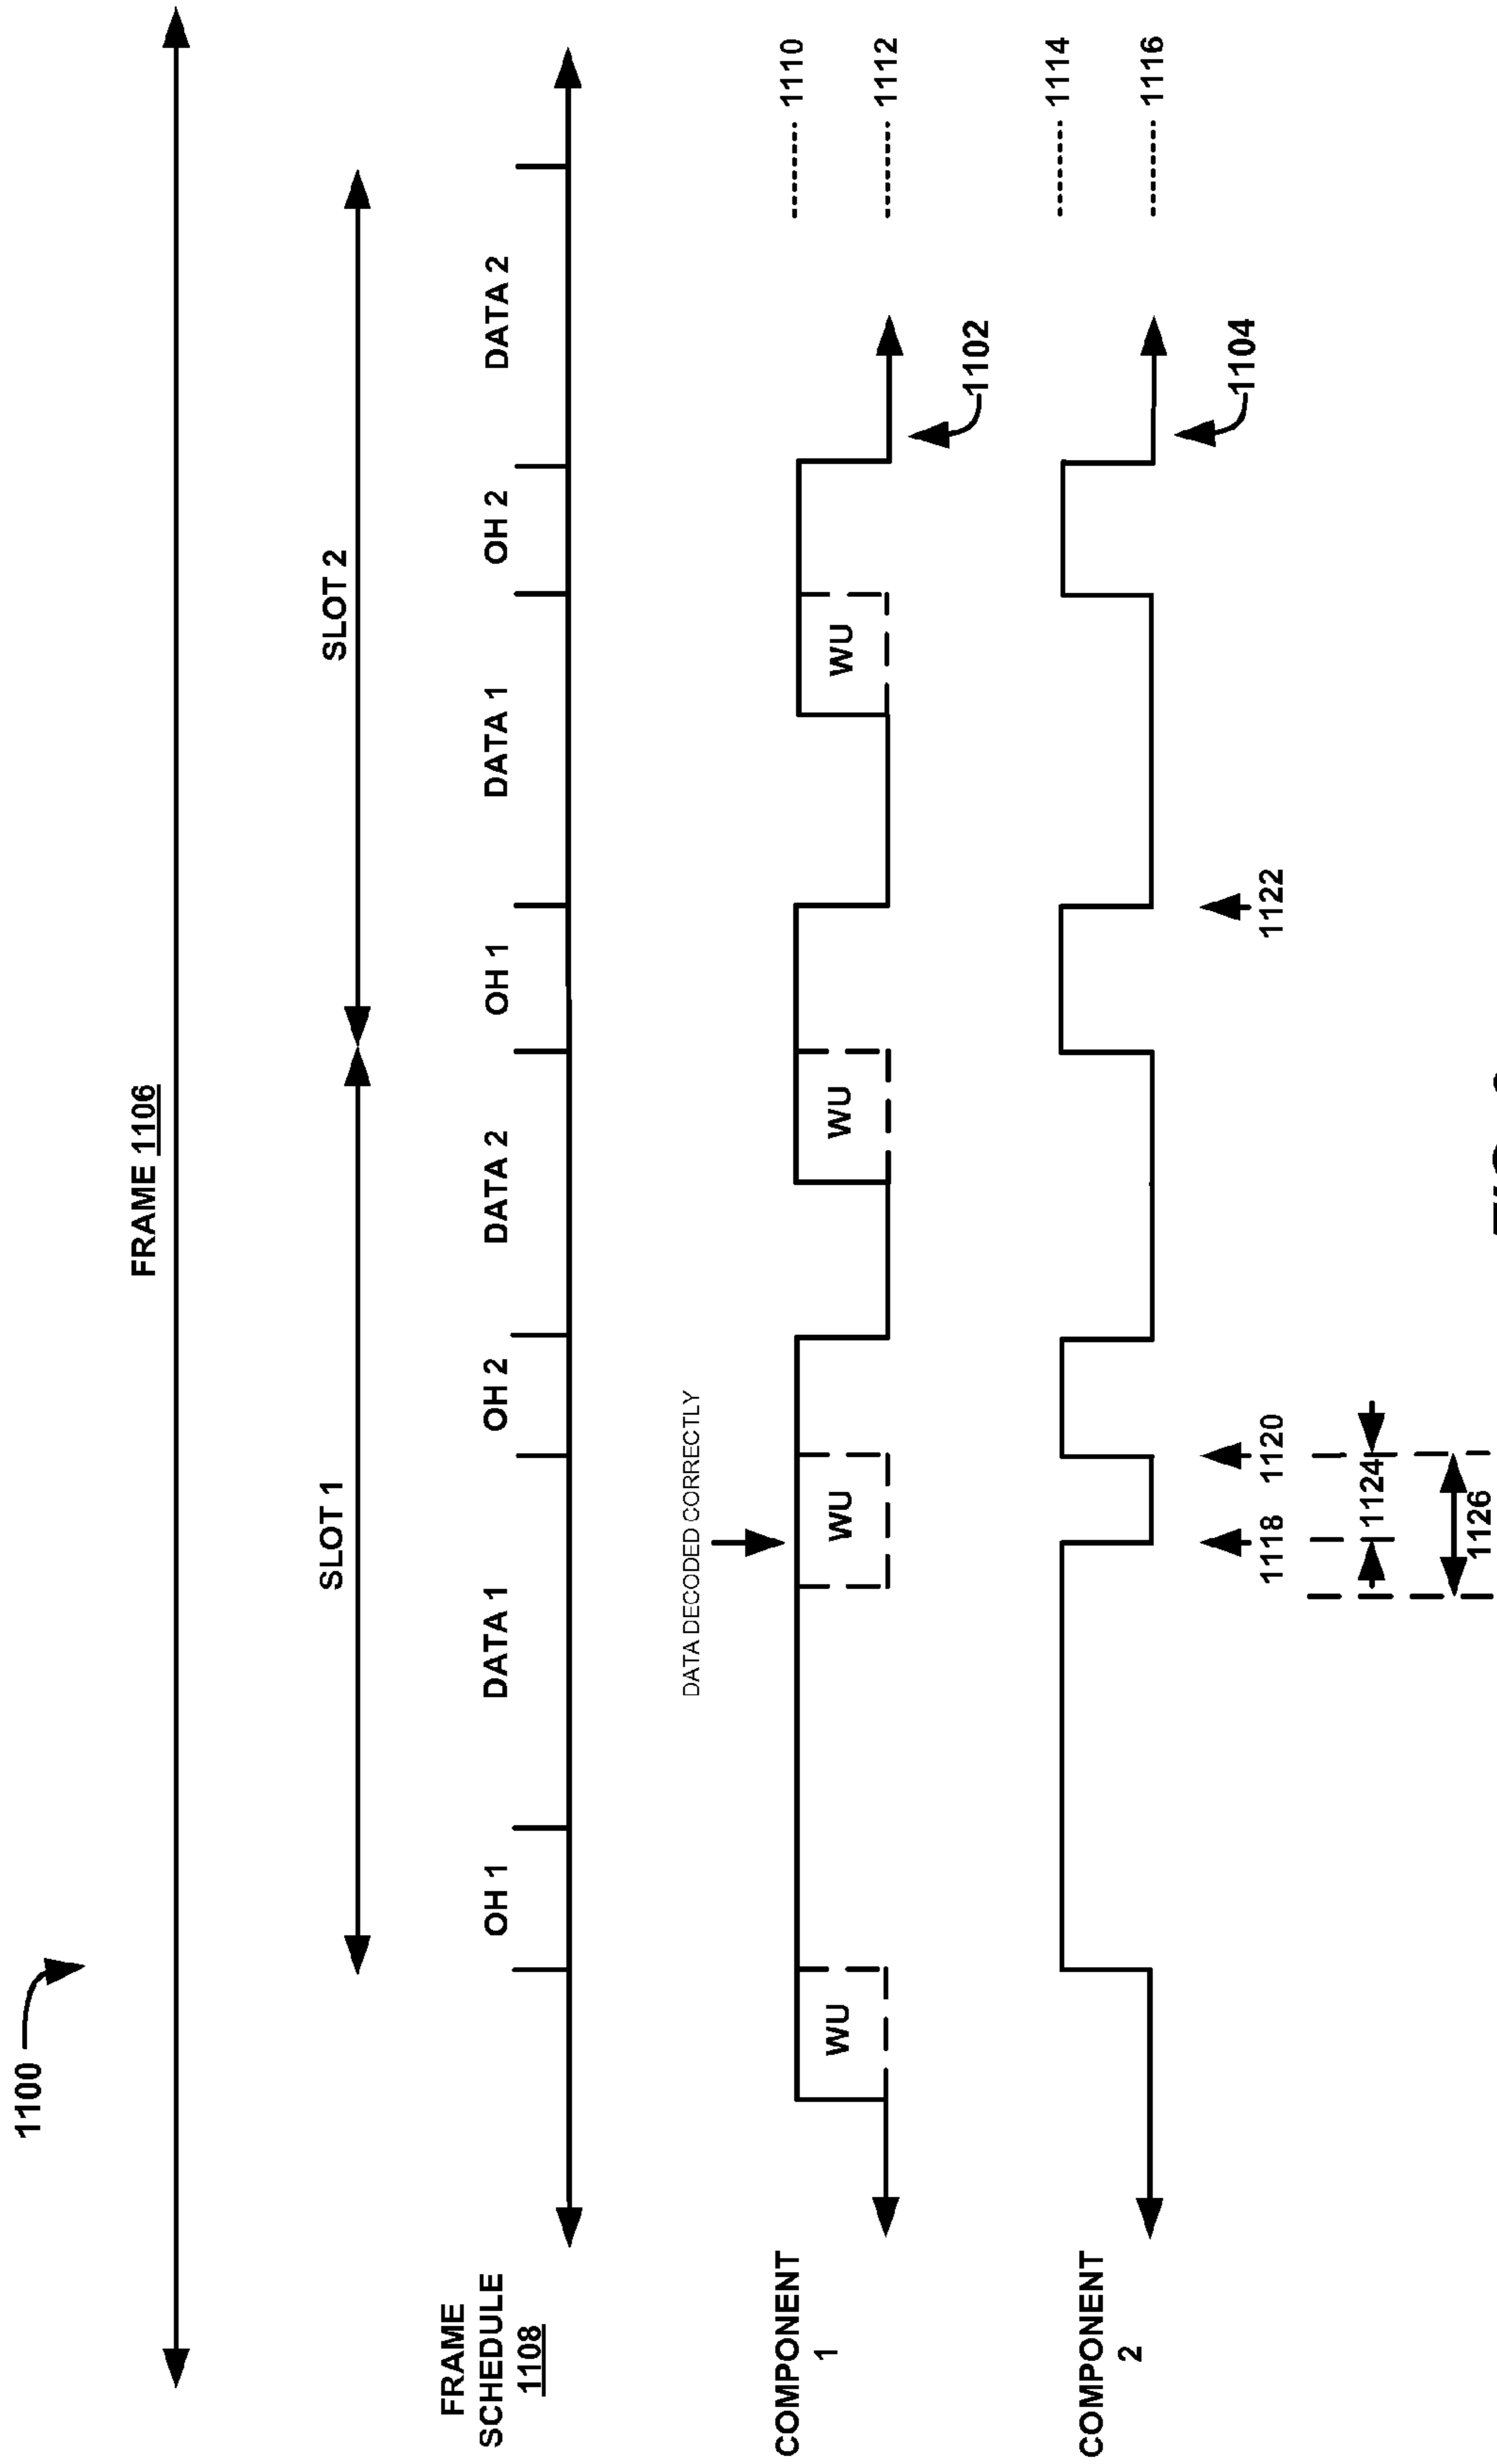 1100
FRAME 1106
SLOT 1
SLOT 2
FRAME
SCHEDULE
1108
OH 1
DATA 1
OH 2
DATA 2
OH 1
DATA 1
OH 2
DATA 2
DATA DECODED CORRECTLY
COMPONENT
1
WU
WU
WU
WU
1110
1112
1102
COMPONENT
2
1114
1116
1104
1118
1120
1122
1124
1126